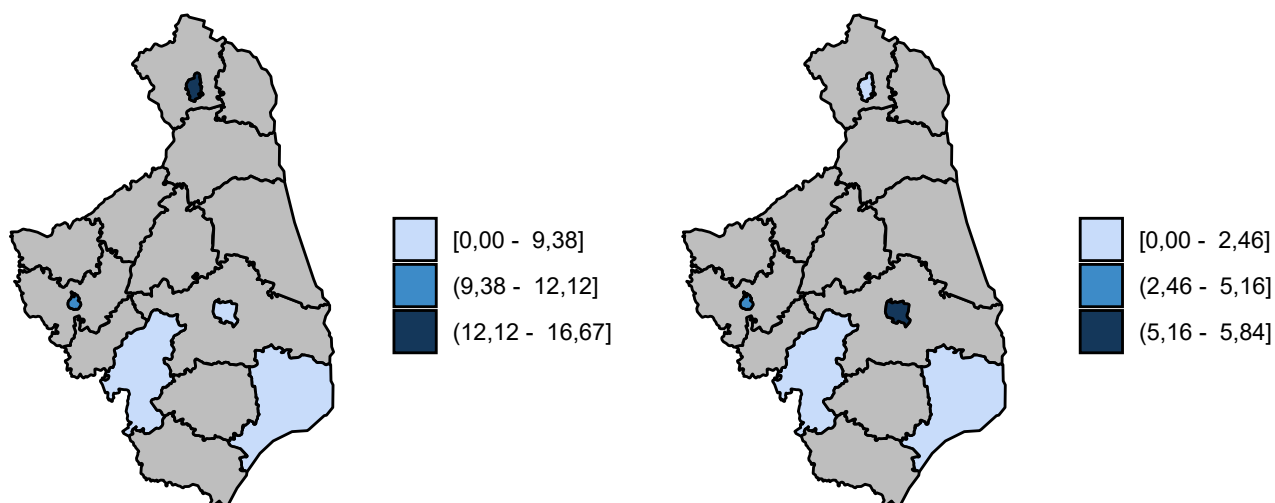 [0,00 - 9,38]
(9,38 - 12,12]
(12,12 - 16,67]
[0,00 - 2,46]
(2,46 - 5,16]
(5,16 - 5,84]